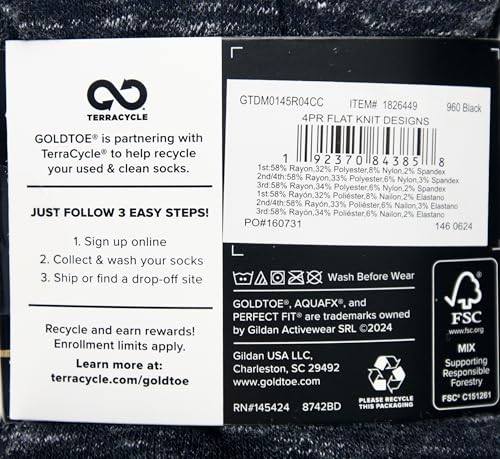 TERRACYCLE
GOLDTOE® is partnering with
TerraCycle® to help recycle
your used & clean socks.
JUST FOLLOW 3 EASY STEPS!
1. Sign up online
2. Collect & wash your socks
3. Ship or find a drop-off site
Recycle and earn rewards!
Enrollment limits apply.
Learn more at:
terracycle.com/goldtoe
GTDM0145R04CC ITEM# 1826449 960 Black
4PR FLAT KNIT DESIGNS
1 92370 84385 8
1st:58% Rayon,32% Polyester,8% Nylon,2% Spandex
2nd/4th:58% Rayon,33% Polyester,6% Nylon,3% Spandex
3rd:58% Rayon,34% Polyester,6% Nylon,2% Spandex
1st:58% Rayon,32% Poliéster,8% Nailon,2% Elastano
2nd/4th:58% Rayon,33% Poliéster,6% Nailon,3% Elastano
3rd:58% Rayon,34% Poliéster,6% Nailon,2% Elastano
PO#160731 146 0624
Wash Before Wear
GOLDTOE®, AQUAFX®, and
PERFECT FIT® are trademarks owned
by Gildan Activewear SRL ©2024
Gildan USA LLC,
Charleston, SC 29492
www.goldtoe.com
RN#145424 8742BD
PLEASE RECYCLE
THIS PACKAGING
FSC
www.fsc.org
MIX
Supporting
Responsible
Forestry
FSC® C151261